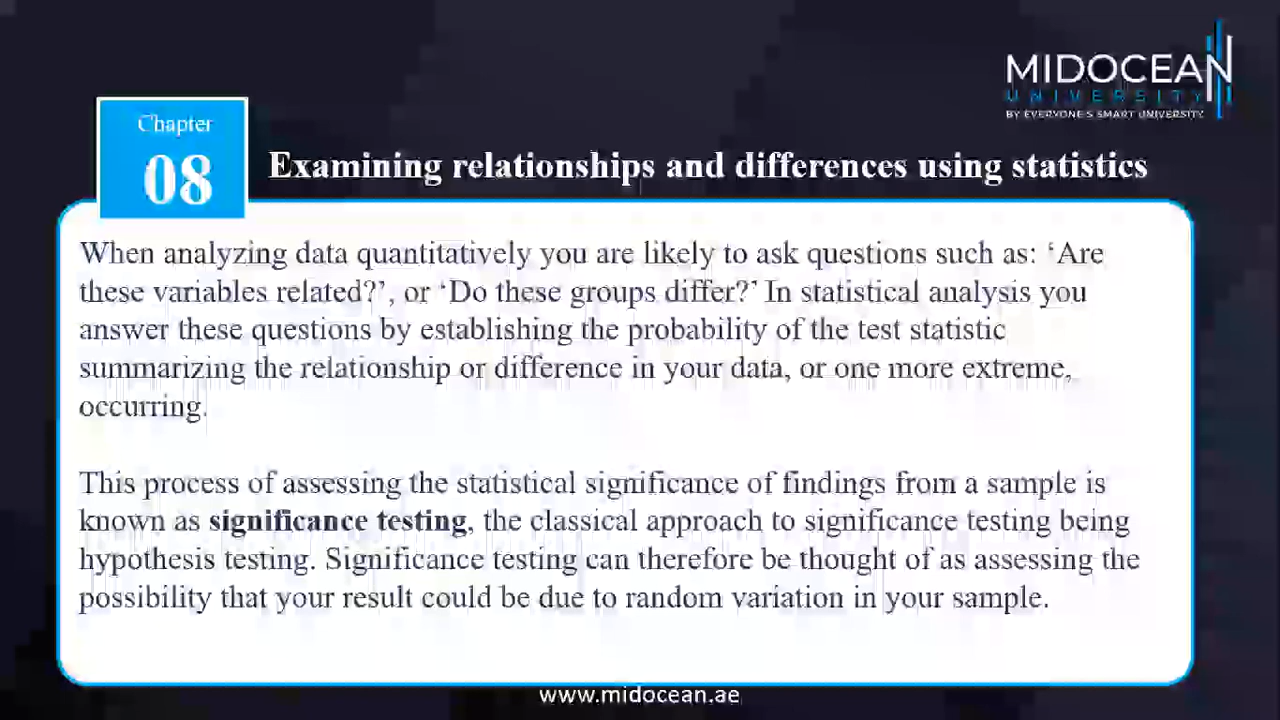 MIDOCEAN
UNIVERSITY
BY EVERYONE'S SMART UNIVERSITY
Chapter
08
Examining relationships and differences using statistics
When analyzing data quantitatively you are likely to ask questions such as: ‘Are
these variables related?’, or ‘Do these groups differ?’ In statistical analysis you
answer these questions by establishing the probability of the test statistic
summarizing the relationship or difference in your data, or one more extreme,
occurring.
This process of assessing the statistical significance of findings from a sample is
known as significance testing, the classical approach to significance testing being
hypothesis testing. Significance testing can therefore be thought of as assessing the
possibility that your result could be due to random variation in your sample.
www.midocean.ae